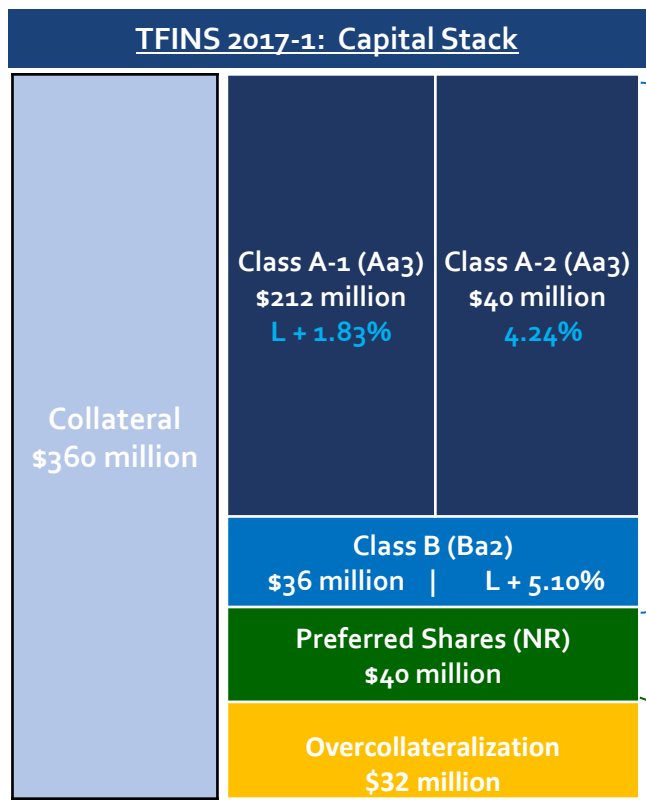 TFINS 2017-1: Capital Stack
Collateral
$360 million
Class A-1 (Aa3)
$212 million
L + 1.83%
Class A-2 (Aa3)
$40 million
4.24%
Class B (Ba2)
$36 million | L + 5.10%
Preferred Shares (NR)
$40 million
Overcollateralization
$32 million